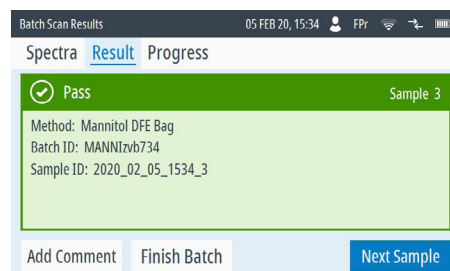 Batch Scan Results 05 FEB 20, 15:34 FPr
Spectra Result Progress
Pass Sample 3
Method: Mannitol DFE Bag
Batch ID: MANNIzvb734
Sample ID: 2020_02_05_1534_3
Add Comment Finish Batch Next Sample